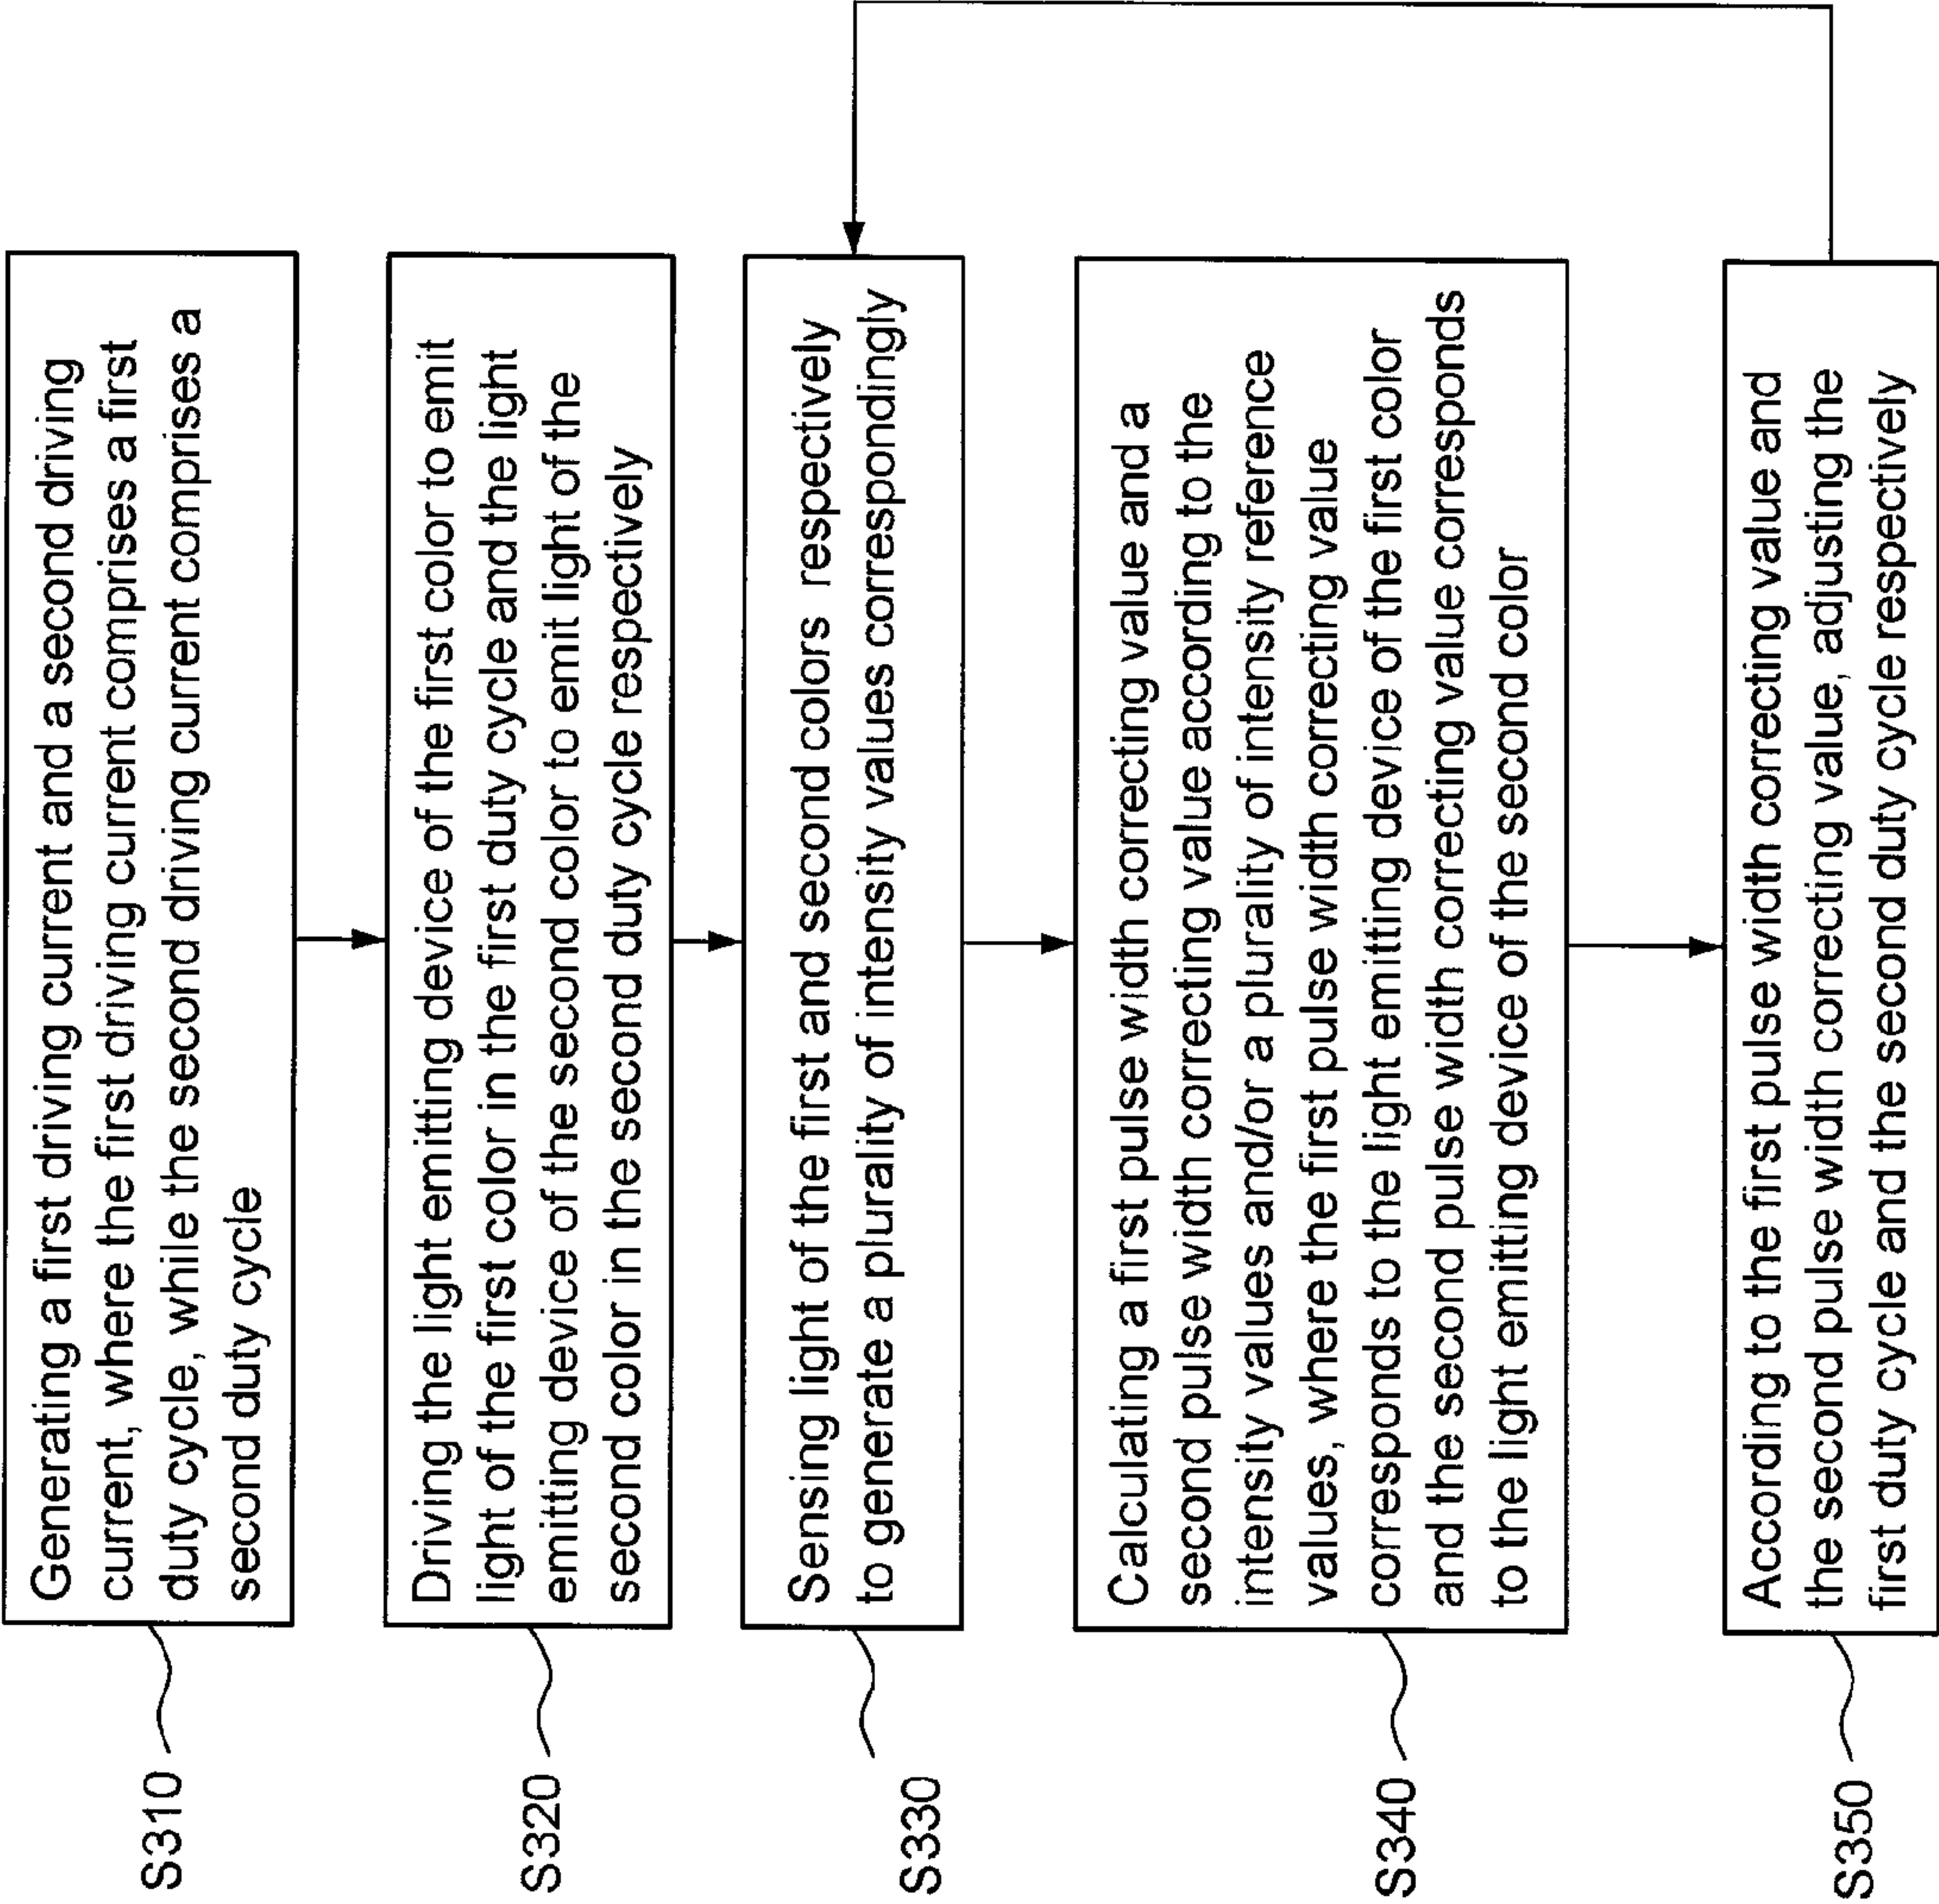 S310
Generating a first driving current and a second driving
current, where the first driving current comprises a first
duty cycle, while the second driving current comprises a
second duty cycle
S320
Driving the light emitting device of the first color to emit
light of the first color in the first duty cycle and the light
emitting device of the second color to emit light of the
second color in the second duty cycle respectively
S330
Sensing light of the first and second colors respectively
to generate a plurality of intensity values correspondingly
S340
Calculating a first pulse width correcting value and a
second pulse width correcting value according to the
intensity values and/or a plurality of intensity reference
values, where the first pulse width correcting value
corresponds to the light emitting device of the first color
and the second pulse width correcting value corresponds
to the light emitting device of the second color
S350
According to the first pulse width correcting value and
the second pulse width correcting value, adjusting the
first duty cycle and the second duty cycle respectively